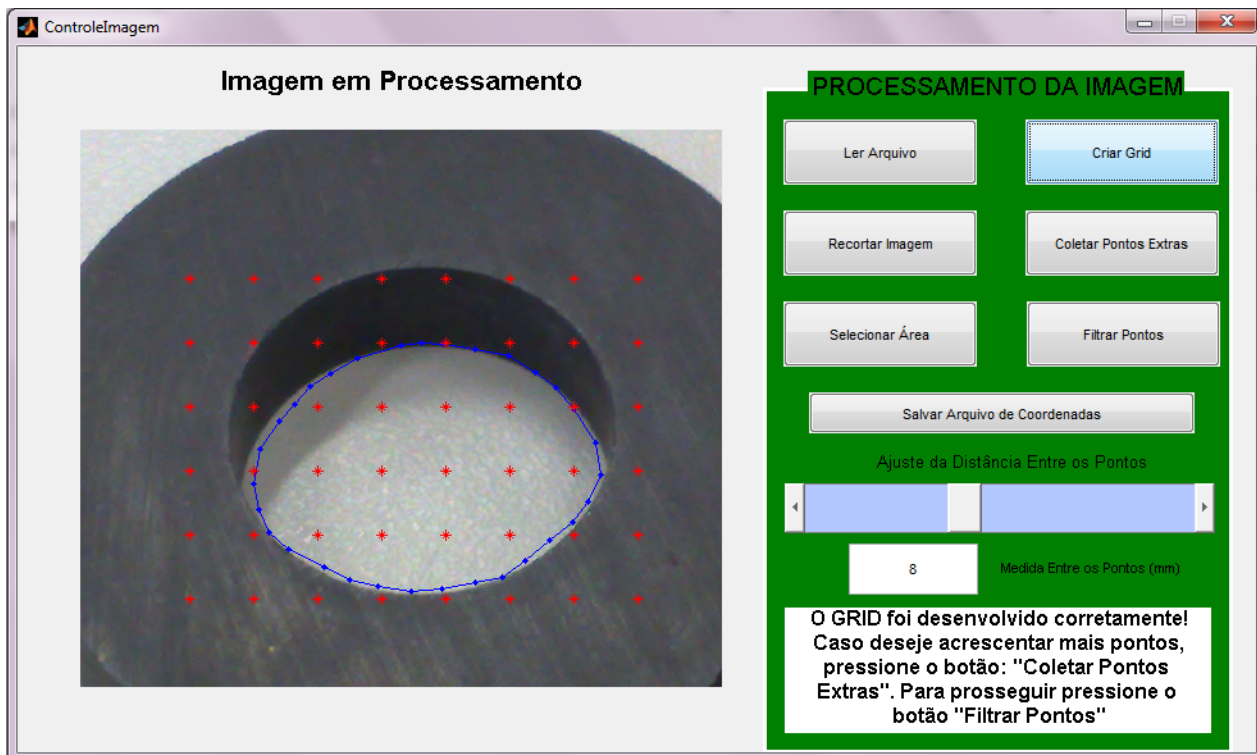 ControleImagem
Imagem em Processamento
PROCESSAMENTO DA IMAGEM
Ler Arquivo
Criar Grid
Recortar Imagem
Coletar Pontos Extras
Selecionar Área
Filtrar Pontos
Salvar Arquivo de Coordenadas
Ajuste da Distância Entre os Pontos
8
Medida Entre os Pontos (mm)
O GRID foi desenvolvido corretamente!
Caso deseje acrescentar mais pontos,
pressione o botão: "Coletar Pontos
Extras". Para prosseguir pressione o
botão "Filtrar Pontos"